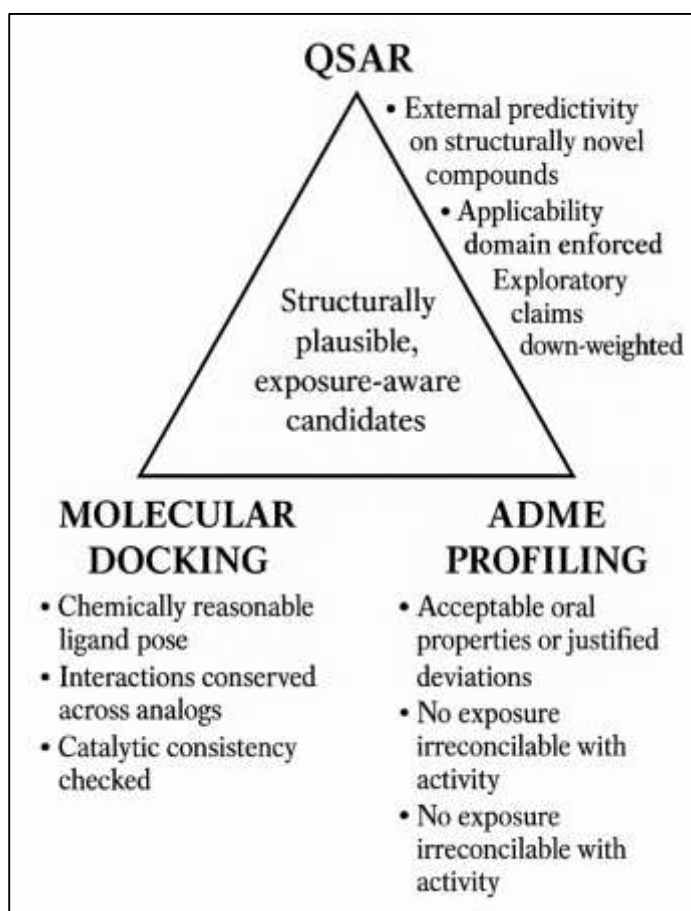 QSAR
• External predictivity
on structurally novel
compounds
• Applicability
domain enforced
Exploratory
claims
down-weighted
Structurally
plausible,
exposure-aware
candidates
MOLECULAR
DOCKING
• Chemically reasonable
ligand pose
• Interactions conserved
across analogs
• Catalytic consistency
checked
ADME
PROFILING
• Acceptable oral
properties or justified
deviations
• No exposure
irreconcilable with
activity
• No exposure
irreconcilable with
activity